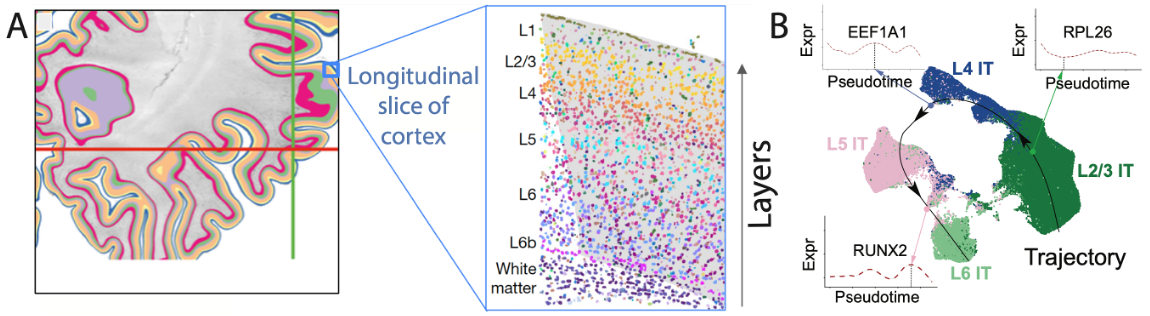 A
Longitudinal
slice of
cortex
L1
L2/3
L4
L5
L6
L6b
White
matter
Layers
B
Expr
EEF1A1
Pseudotime
Expr
RPL26
Pseudotime
L4 IT
L5 IT
L2/3 IT
Expr
RUNX2
Pseudotime
L6 IT
Trajectory